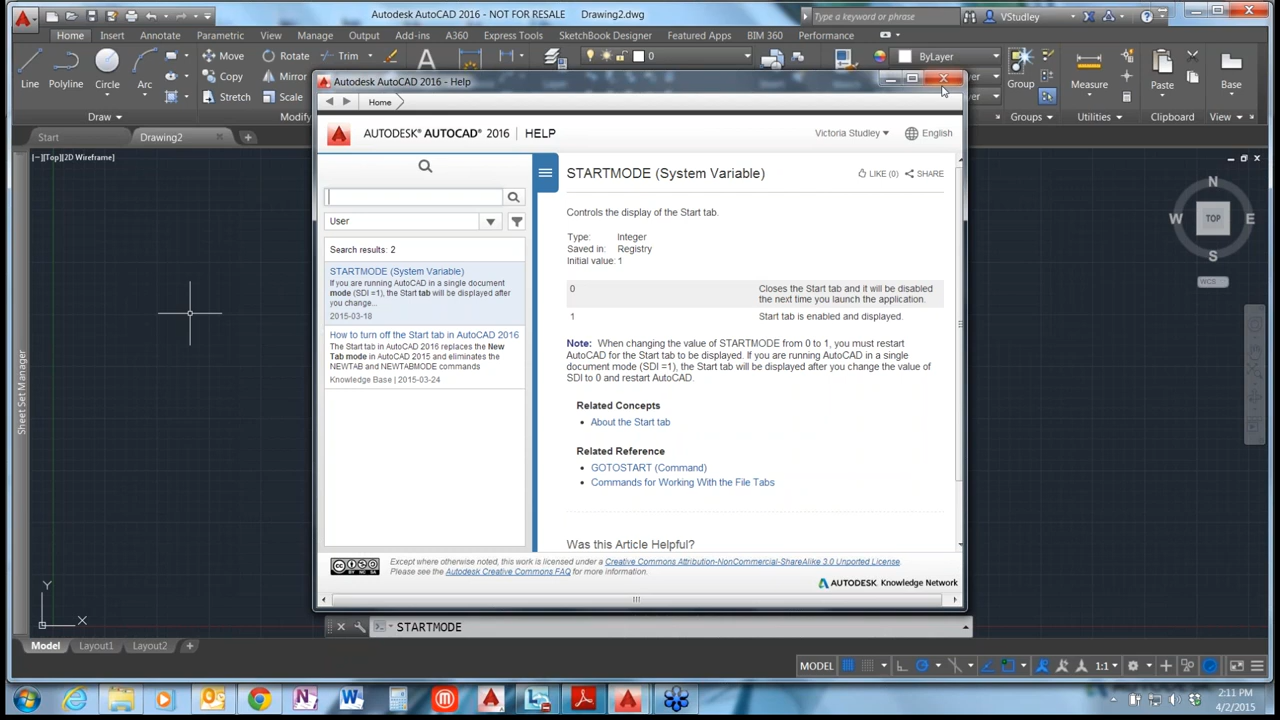 Autodesk AutoCAD 2016 - NOT FOR RESALE Drawing2.dwg
Type a keyword or phrase
VStudley
Home Insert Annotate Parametric View Manage Output Add-ins A360 Express Tools SketchBook Designer Featured Apps BIM 360 Performance
Line Polyline Circle Arc
Move Rotate Trim
Copy Mirror
Stretch Scale
0
ByLayer
Group Measure Paste Base
Draw Modify Groups Utilities Clipboard View
Start Drawing2
[−][Top][2D Wireframe]
Autodesk AutoCAD 2016 - Help
Home
AUTODESK® AUTOCAD® 2016 | HELP
Victoria Studley English
User
Search results: 2
STARTMODE (System Variable)
If you are running AutoCAD in a single document
mode (SDI =1), the Start tab will be displayed after
you change...
2015-03-18
How to turn off the Start tab in AutoCAD 2016
The Start tab in AutoCAD 2016 replaces the New
Tab mode in AutoCAD 2015 and eliminates the
NEWTAB and NEWTABMODE commands
Knowledge Base | 2015-03-24
STARTMODE (System Variable)
LIKE (0) SHARE
Controls the display of the Start tab.
Type: Integer
Saved in: Registry
Initial value: 1
0 Closes the Start tab and it will be disabled
the next time you launch the application.
1 Start tab is enabled and displayed.
Note: When changing the value of STARTMODE from 0 to 1, you must restart
AutoCAD for the Start tab to be displayed. If you are running AutoCAD in a single
document mode (SDI =1), the Start tab will be displayed after you change the value of
SDI to 0 and restart AutoCAD.
Related Concepts
• About the Start tab
Related Reference
• GOTOSTART (Command)
• Commands for Working With the File Tabs
Was this Article Helpful?
Except where otherwise noted, this work is licensed under a Creative Commons Attribution-NonCommercial-ShareAlike 3.0 Unported License.
Please see the Autodesk Creative Commons FAQ for more information.
AUTODESK Knowledge Network
N
W TOP E
S
WCS
Sheet Set Manager
Y
X
STARTMODE
Model Layout1 Layout2
MODEL 1:1
2:11 PM
4/2/2015